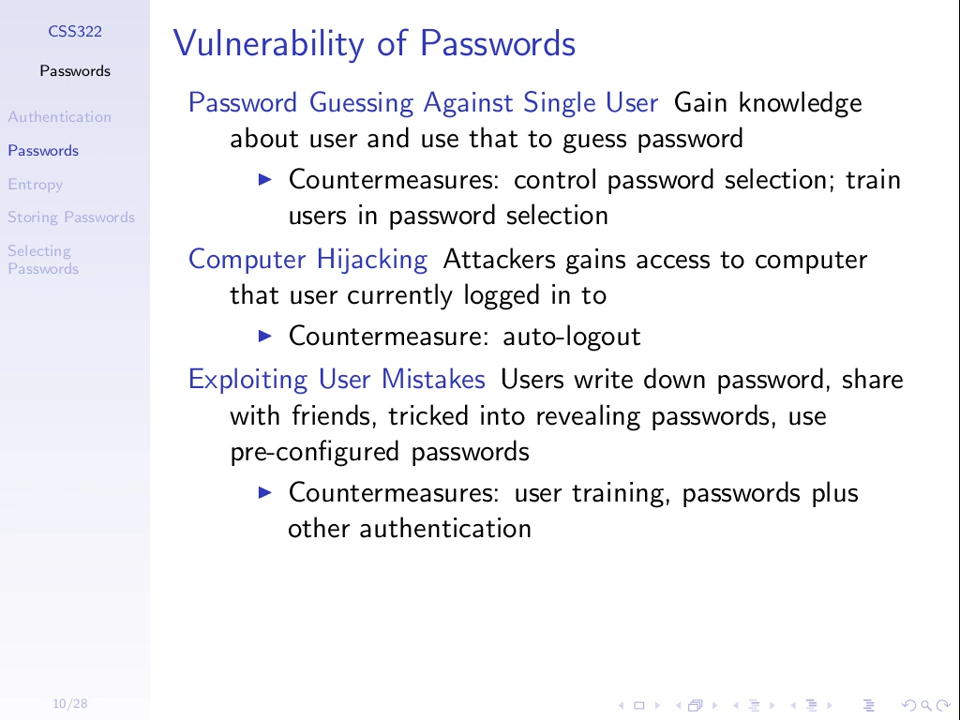 CSS322
Passwords
Authentication
Passwords
Entropy
Storing Passwords
Selecting
Passwords
10/28
Vulnerability of Passwords
Password Guessing Against Single User Gain knowledge
about user and use that to guess password
Countermeasures: control password selection; train
users in password selection
Computer Hijacking Attackers gains access to computer
that user currently logged in to
Countermeasure: auto-logout
Exploiting User Mistakes Users write down password, share
with friends, tricked into revealing passwords, use
pre-configured passwords
Countermeasures: user training, passwords plus
other authentication